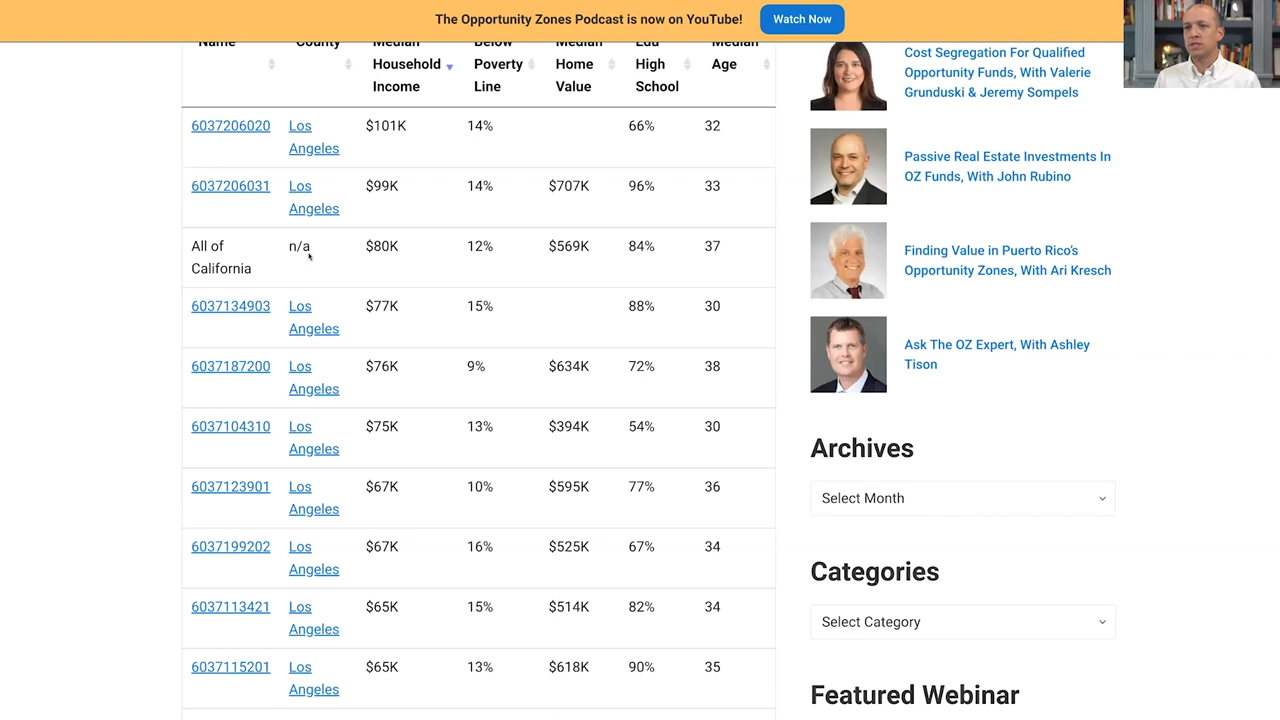 The Opportunity Zones Podcast is now on YouTube!
Watch Now
Name
County
Median
Household
Income
Below
Poverty
Line
Median
Home
Value
Edu
High
School
Median
Age
6037206020
Los
Angeles
$101K
14%
66%
32
6037206031
Los
Angeles
$99K
14%
$707K
96%
33
All of
California
n/a
$80K
12%
$569K
84%
37
6037134903
Los
Angeles
$77K
15%
88%
30
6037187200
Los
Angeles
$76K
9%
$634K
72%
38
6037104310
Los
Angeles
$75K
13%
$394K
54%
30
6037123901
Los
Angeles
$67K
10%
$595K
77%
36
6037199202
Los
Angeles
$67K
16%
$525K
67%
34
6037113421
Los
Angeles
$65K
15%
$514K
82%
34
6037115201
Los
Angeles
$65K
13%
$618K
90%
35
Cost Segregation For Qualified
Opportunity Funds, With Valerie
Grunduski & Jeremy Sompels
Passive Real Estate Investments In
OZ Funds, With John Rubino
Finding Value in Puerto Rico's
Opportunity Zones, With Ari Kresch
Ask The OZ Expert, With Ashley
Tison
Archives
Select Month
Categories
Select Category
Featured Webinar